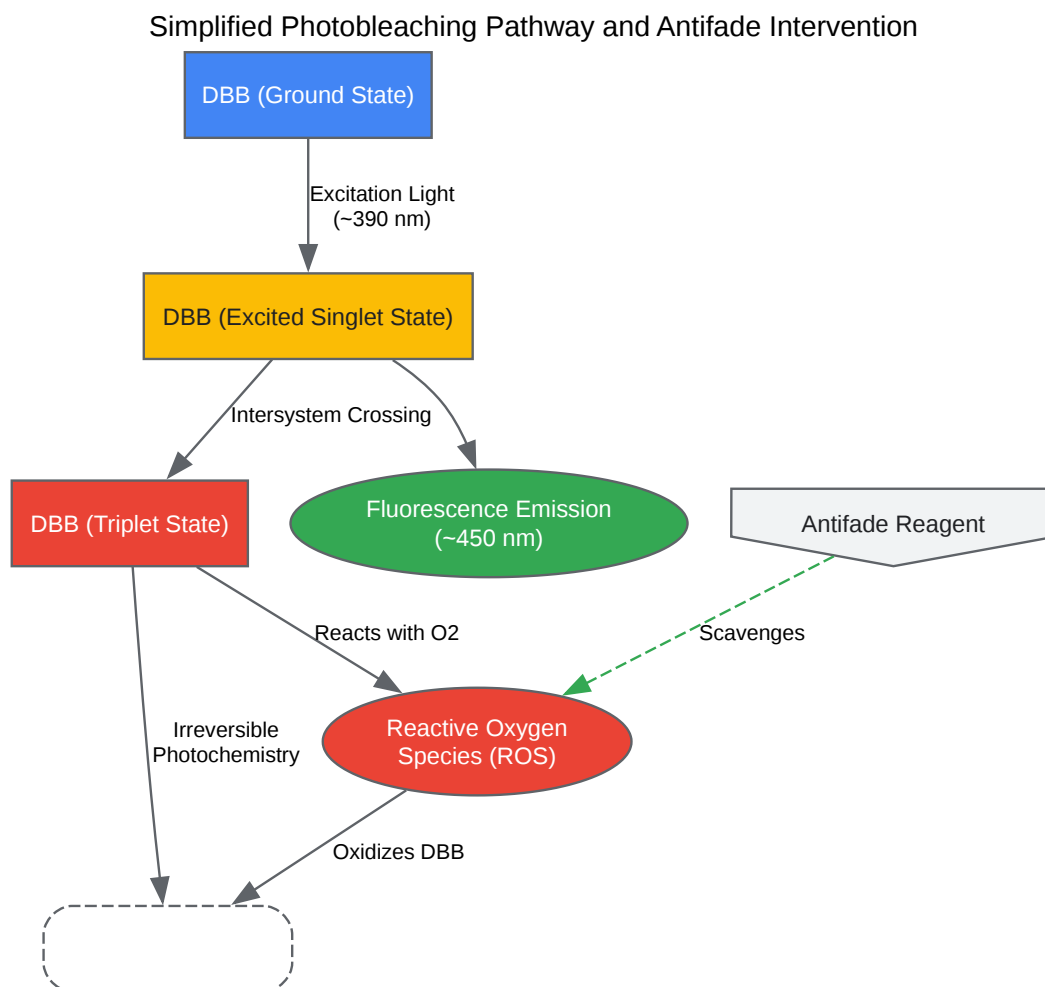 Simplified Photobleaching Pathway and Antifade Intervention
DBB (Ground State)
Excitation Light
(~390 nm)
DBB (Excited Singlet State)
Intersystem Crossing
DBB (Triplet State)
Fluorescence Emission
(~450 nm)
Antifade Reagent
Reacts with O2
Scavenges
Irreversible
Photochemistry
Reactive Oxygen
Species (ROS)
Oxidizes DBB